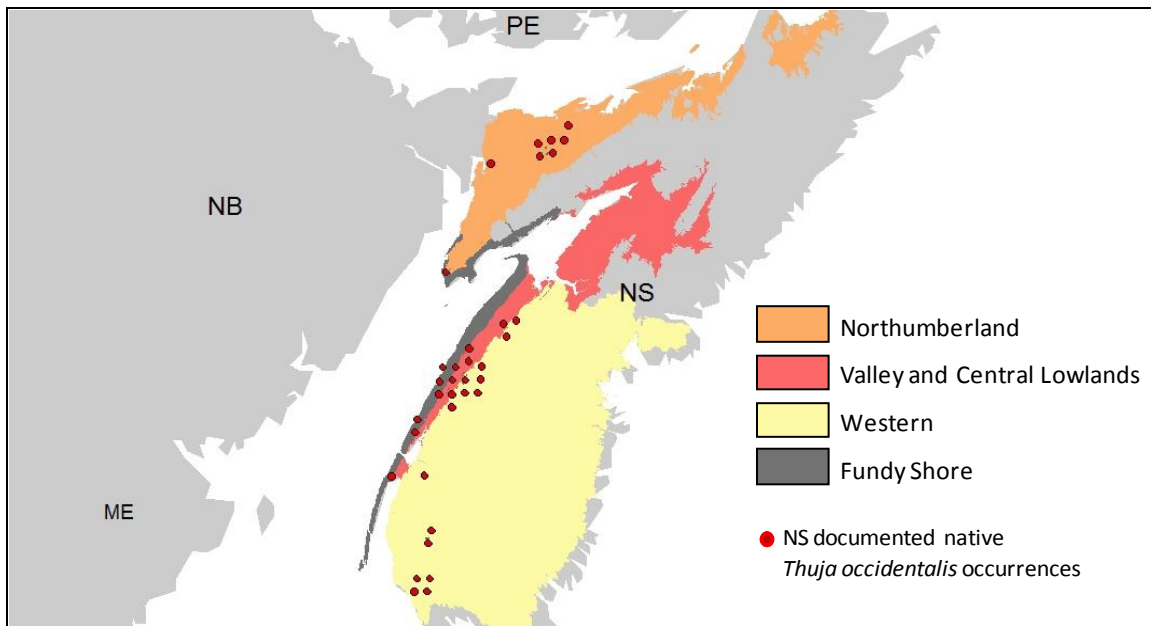 PE
NB
NS
ME
Northumberland
Valley and Central Lowlands
Western
Fundy Shore
NS documented native
Thuja occidentalis occurrences